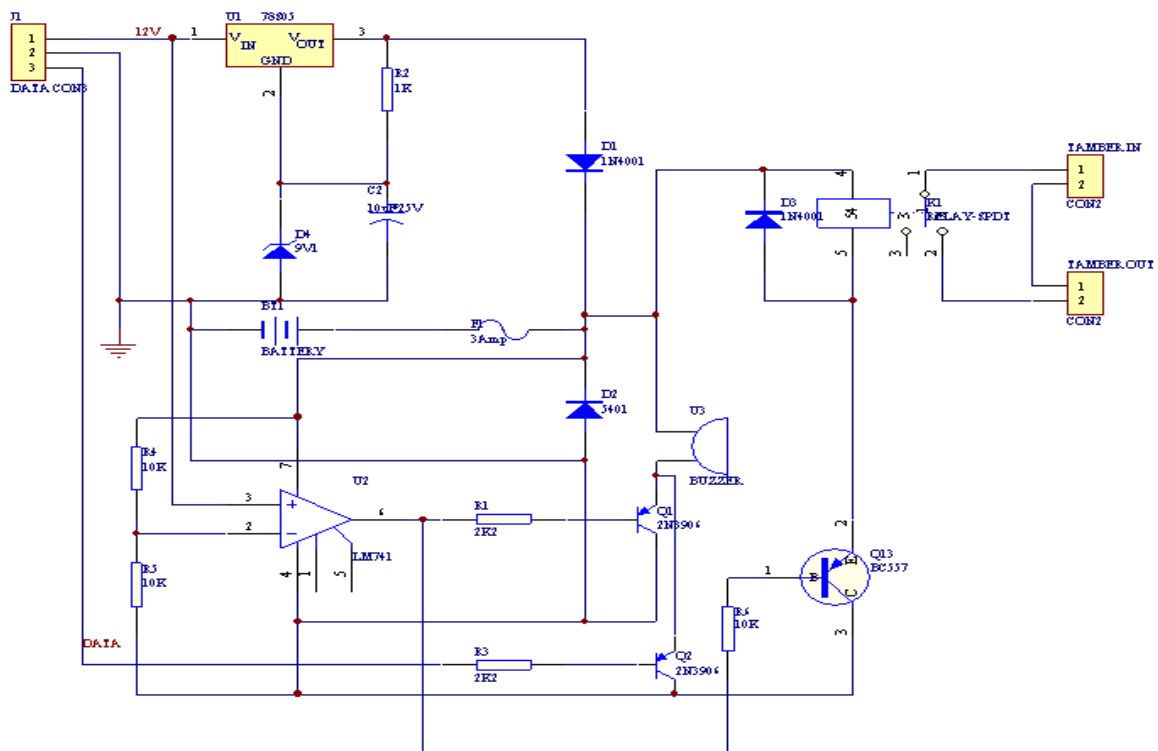 J1
1
2
3
DATA CON3
12V
1
U1 78805
VIN VOUT
GND
3
2
R2
1K
C2
25V
D4
9V1
BT1
BATTERY
F1
3Amp
D1
1N4001
D2
5401
D3
1N4001
4
54
5
1
3
3
2
K1
RELAY-SPDT
TAMBER IN
1
2
CON2
TAMBER OUT
1
2
CON2
U3
BUZZER
R4
10K
R5
10K
7
U2
3
+
2
−
6
LM741
4
1
5
R1
2K2
Q1
2N3906
DATA
R3
2K2
Q2
2N3906
R6
10K
1
2
B
E
C
Q13
BC557
3